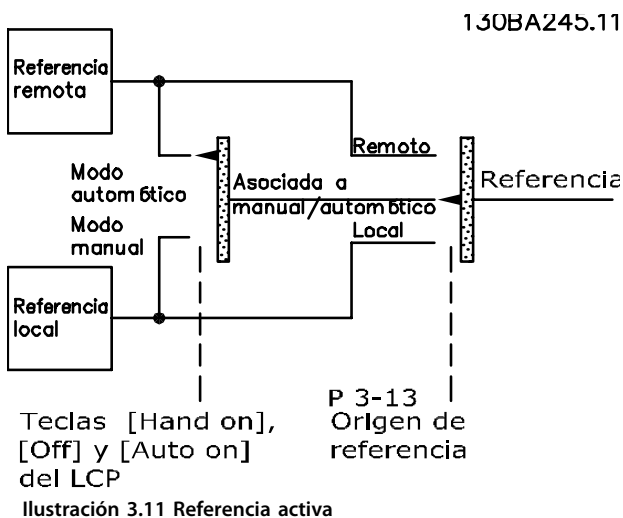 130BA245.11
Referencia
remota
Remoto
Modo
automático
Asociada a
manual/automático
Referencia
Modo
manual
Local
Referencia
local
P 3-13
Origen de
referencia
Teclas [Hand on],
[Off] y [Auto on]
del LCP
Ilustración 3.11 Referencia activa